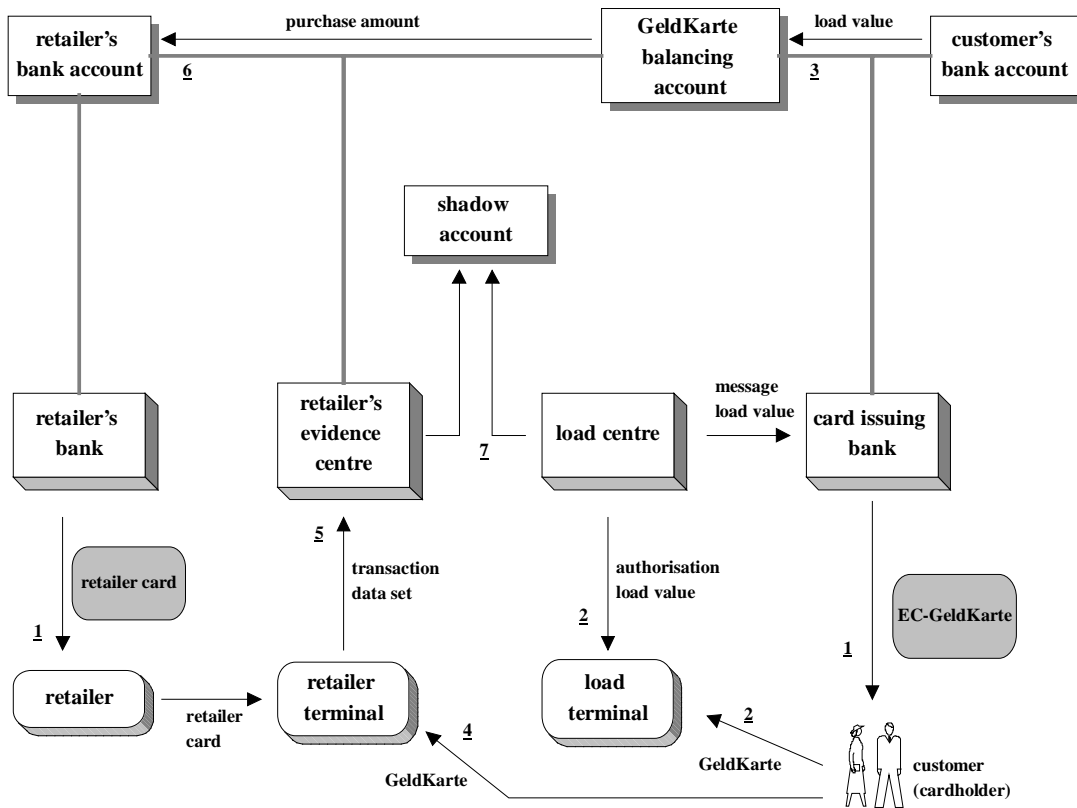 purchase amount
load value
retailer's
bank account
GeldKarte
balancing
account
customer's
bank account
6
3
shadow
account
retailer's
bank
retailer's
evidence
centre
load centre
message
load value
card issuing
bank
7
5
retailer card
transaction
data set
authorisation
load value
EC-GeldKarte
1
2
1
retailer
retailer
card
retailer
terminal
load
terminal
4
2
GeldKarte
GeldKarte
customer
(cardholder)